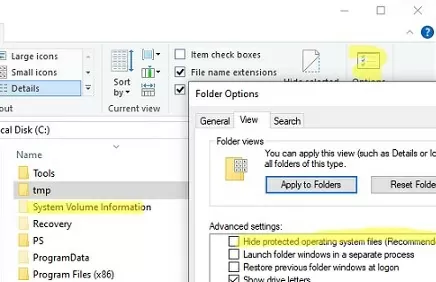 Large icons
Small icons
Details
Item check boxes
File name extensions
Sort by
Hide selected
Options
Current view
cal Disk (C:)
Name
Tools
tmp
System Volume Information
Recovery
PS
ProgramData
Program Files (x86)
Folder Options
General View Search
Folder views
You can apply this view (such as Details or Ico
all folders of this type.
Apply to Folders
Reset Folde
Advanced settings:
Hide protected operating system files (Recommend
Launch folder windows in a separate process
Restore previous folder windows at logon
Show drive letters